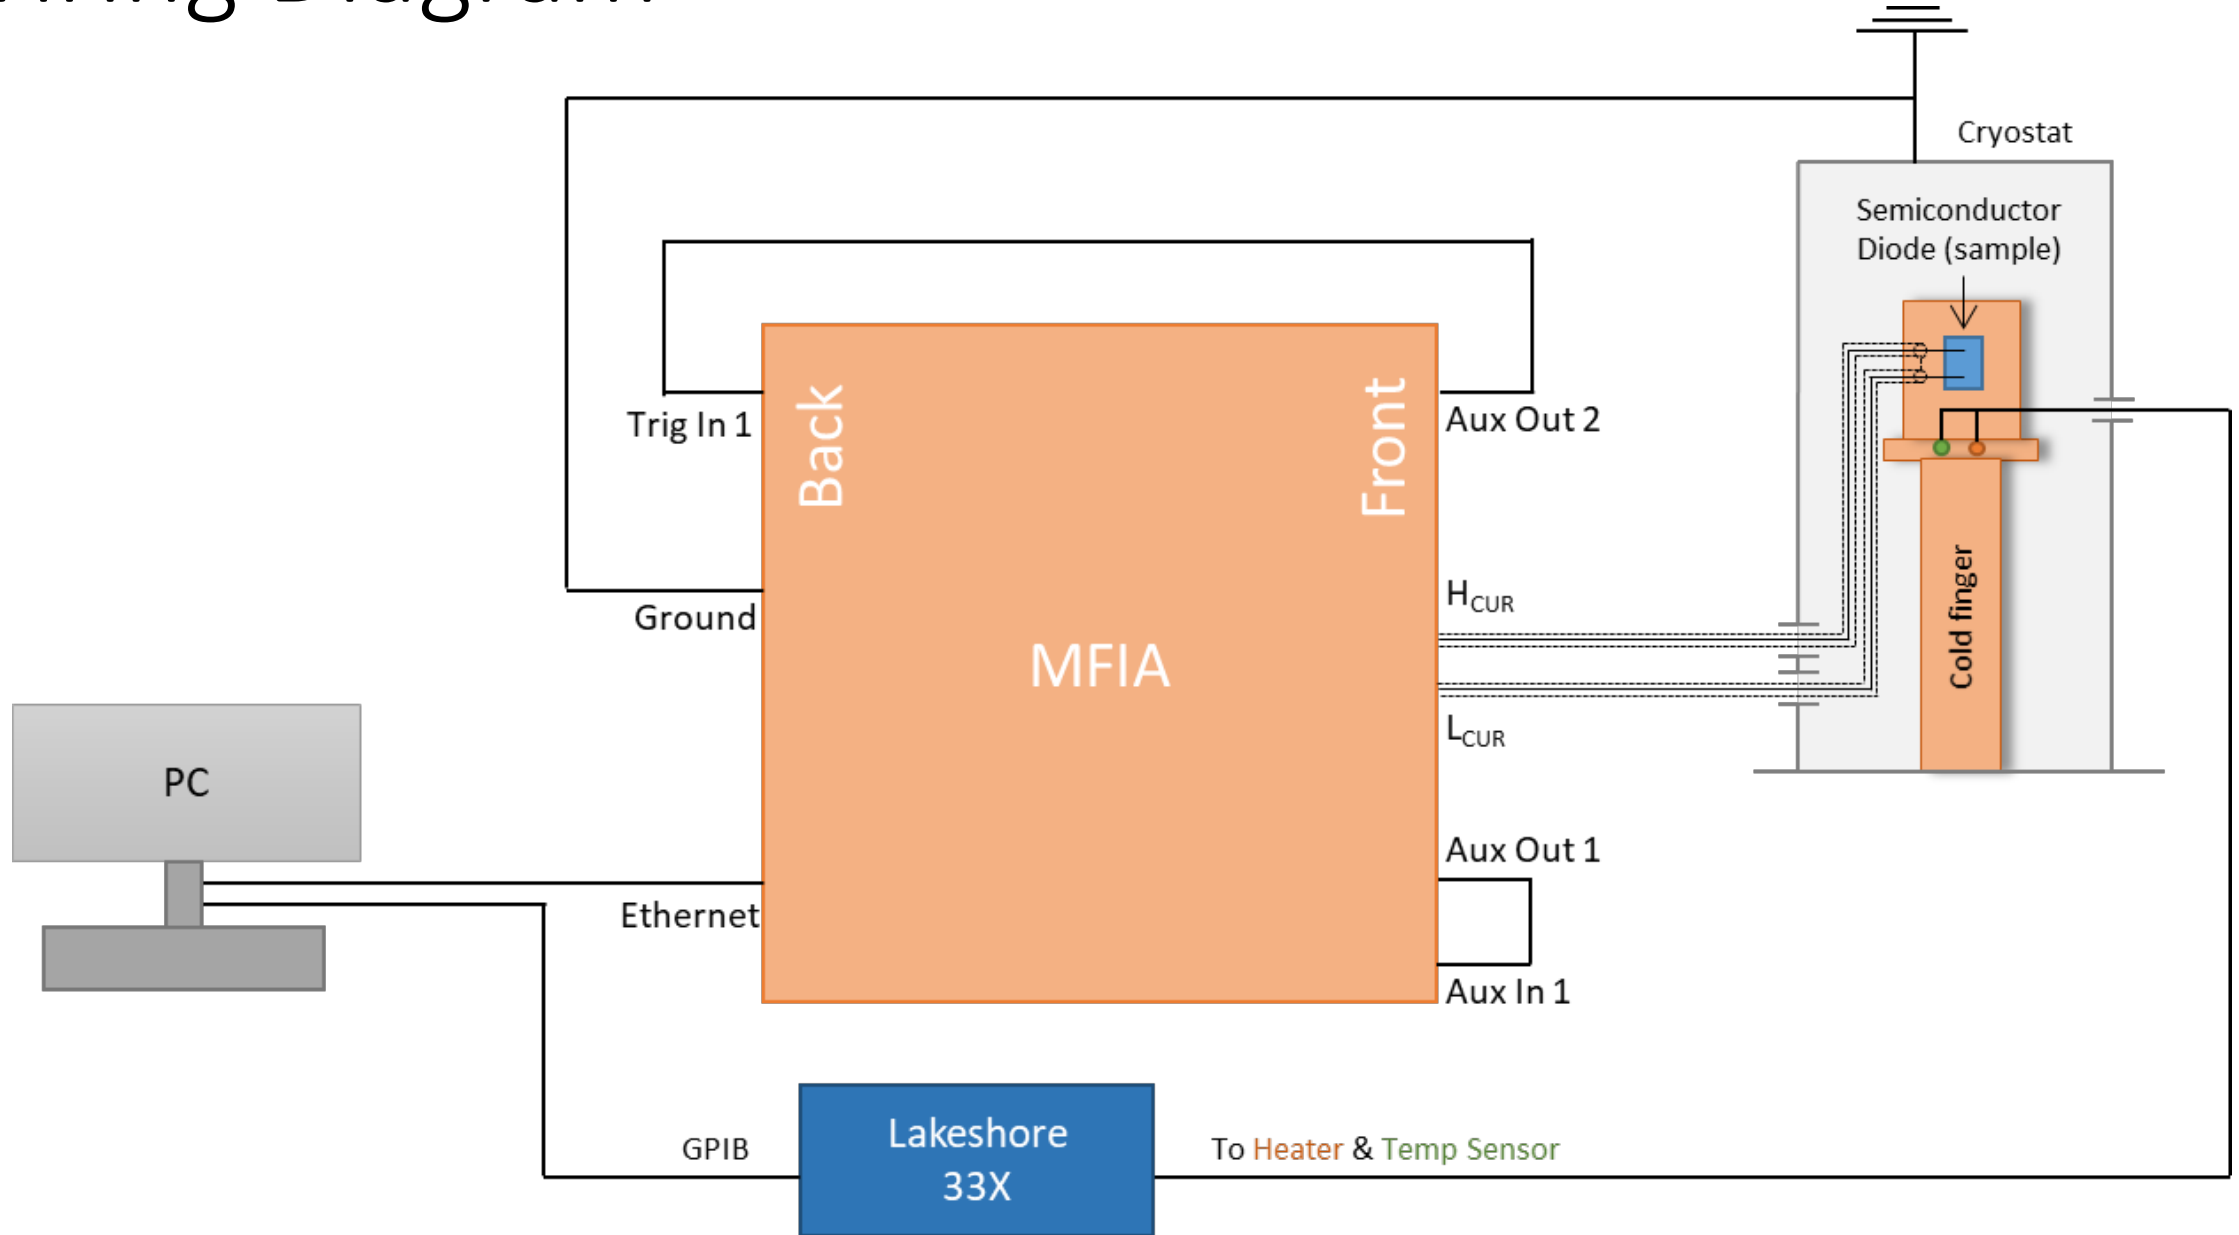 Diagram
Cryostat
Semiconductor
Diode (sample)
Trig In 1
Back
Front
Aux Out 2
Ground
HCUR
MFIA
Cold finger
LCUR
PC
Aux Out 1
Ethernet
Aux In 1
GPIB
Lakeshore
33X
To Heater & Temp Sensor